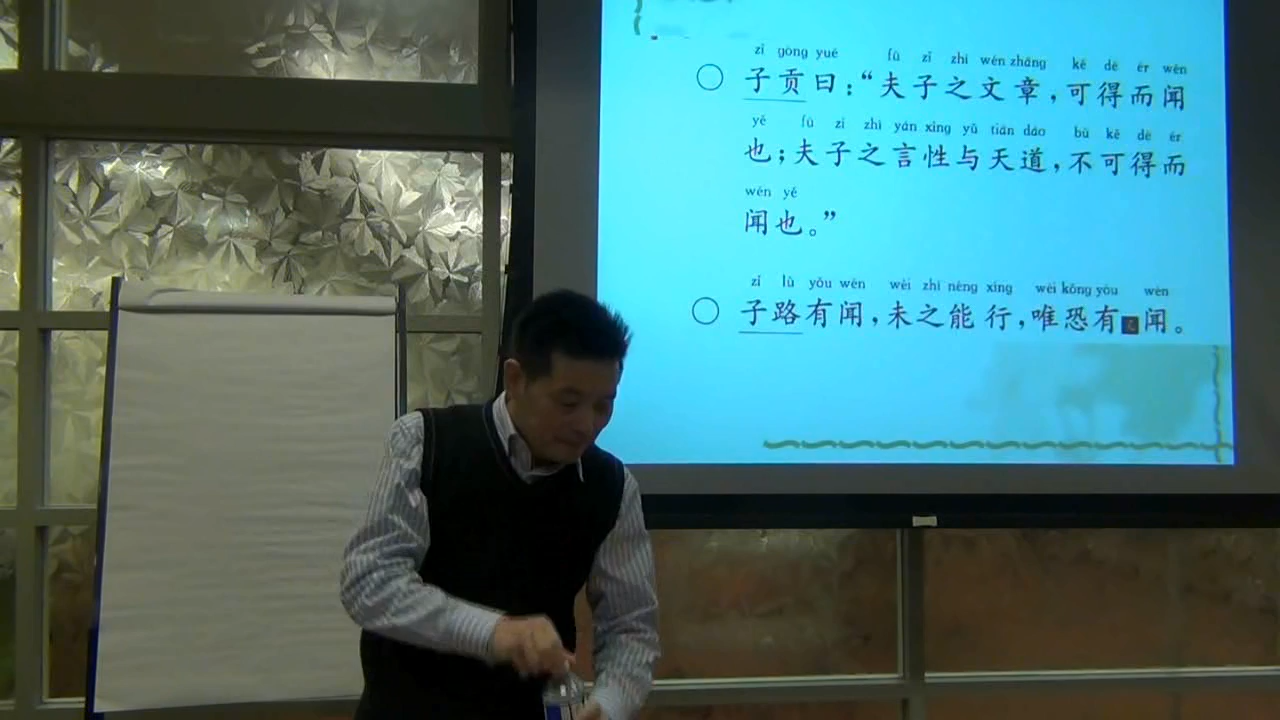 zǐ gòng yuē fū zǐ zhī wén zhāng kě dé ér wén
○ 子贡曰：“夫子之文章，可得而闻
yě fū zǐ zhī yán xìng yǔ tiān dào bù kě dé ér
也；夫子之言性与天道，不可得而
wén yě
闻也。”
zǐ lù yǒu wén wèi zhī néng xíng wéi kǒng yòu wén
○ 子路有闻，未之能行，唯恐有闻。